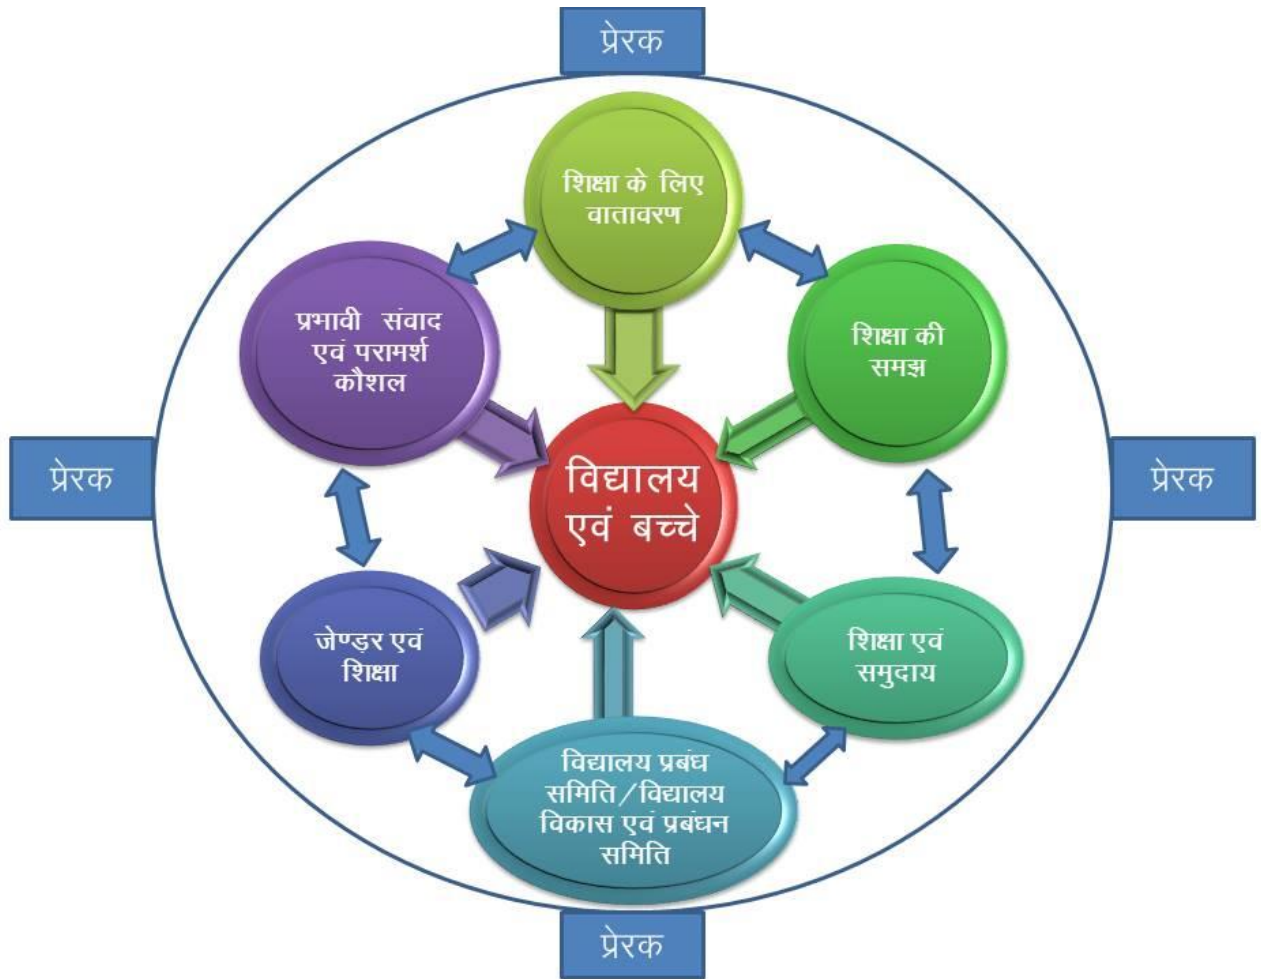 प्रेरक
शिक्षा के लिए
वातावरण
प्रभावी संवाद
एवं परामर्श
कौशल
शिक्षा की
समझ
प्रेरक
विद्यालय
एवं बच्चे
प्रेरक
जेण्ड़र एवं
शिक्षा
शिक्षा एवं
समुदाय
विद्यालय प्रबंध
समिति/विद्यालय
विकास एवं प्रबंधन
समिति
प्रेरक